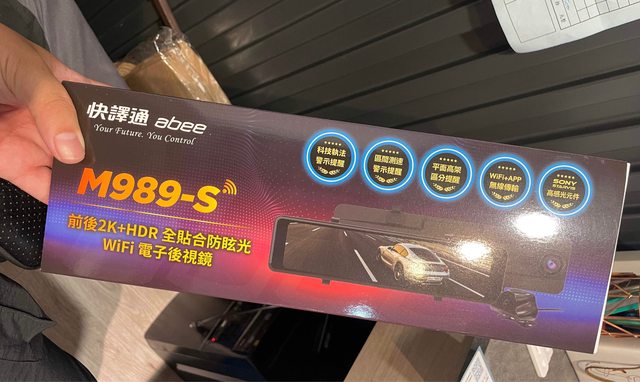 快譯通 abee
Your Future, You Control
M989-S
前後2K+HDR 全貼合防眩光
WiFi 電子後視鏡
科技執法
警示提醒
區間測速
警示提醒
平面高架
區分提醒
WiFi+APP
無線傳輸
SONY
STARVIS
高感光元件